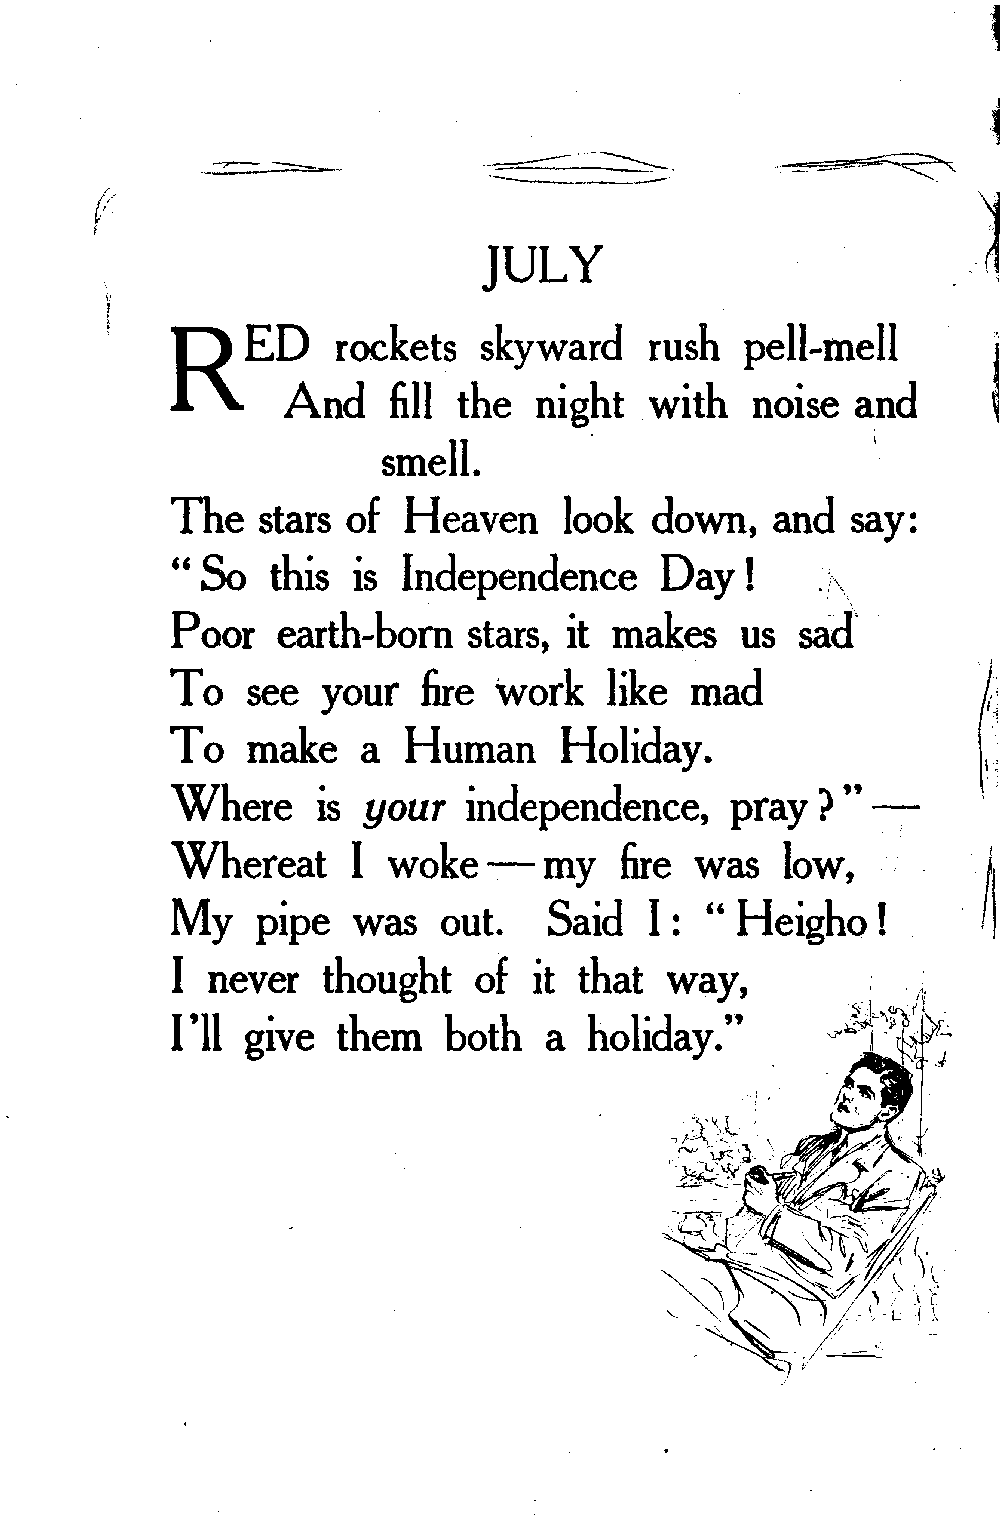 JULY
RED rockets skyward rush pell-mell
And fill the night with noise and
smell.
The stars of Heaven look down, and say:
“So this is Independence Day!
Poor earth-born stars, it makes us sad
To see your fire work like mad
To make a Human Holiday.
Where is your independence, pray?”—
Whereat I woke—my fire was low,
My pipe was out. Said I: “Heigho!
I never thought of it that way,
I’ll give them both a holiday.”